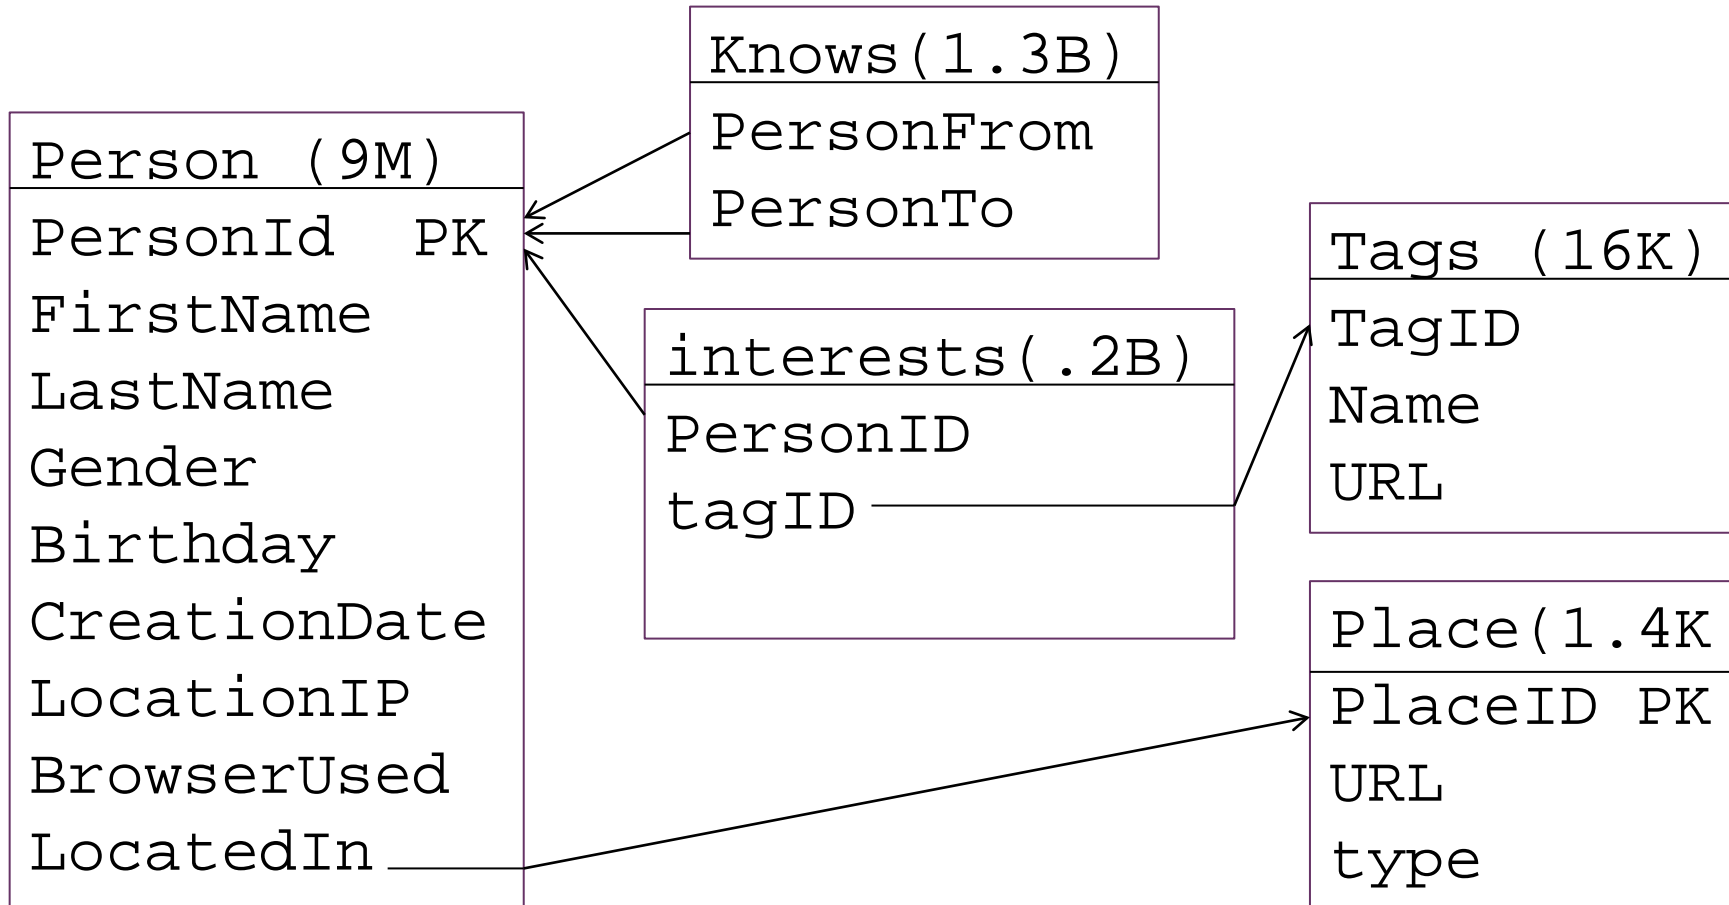 Person (9M)
PersonId PK
FirstName
LastName
Gender
Birthday
CreationDate
LocationIP
BrowserUsed
LocatedIn
Knows(1.3B)
PersonFrom
PersonTo
interests(.2B)
PersonID
tagID
Tags (16K)
TagID
Name
URL
Place(1.4K
PlaceID PK
URL
type